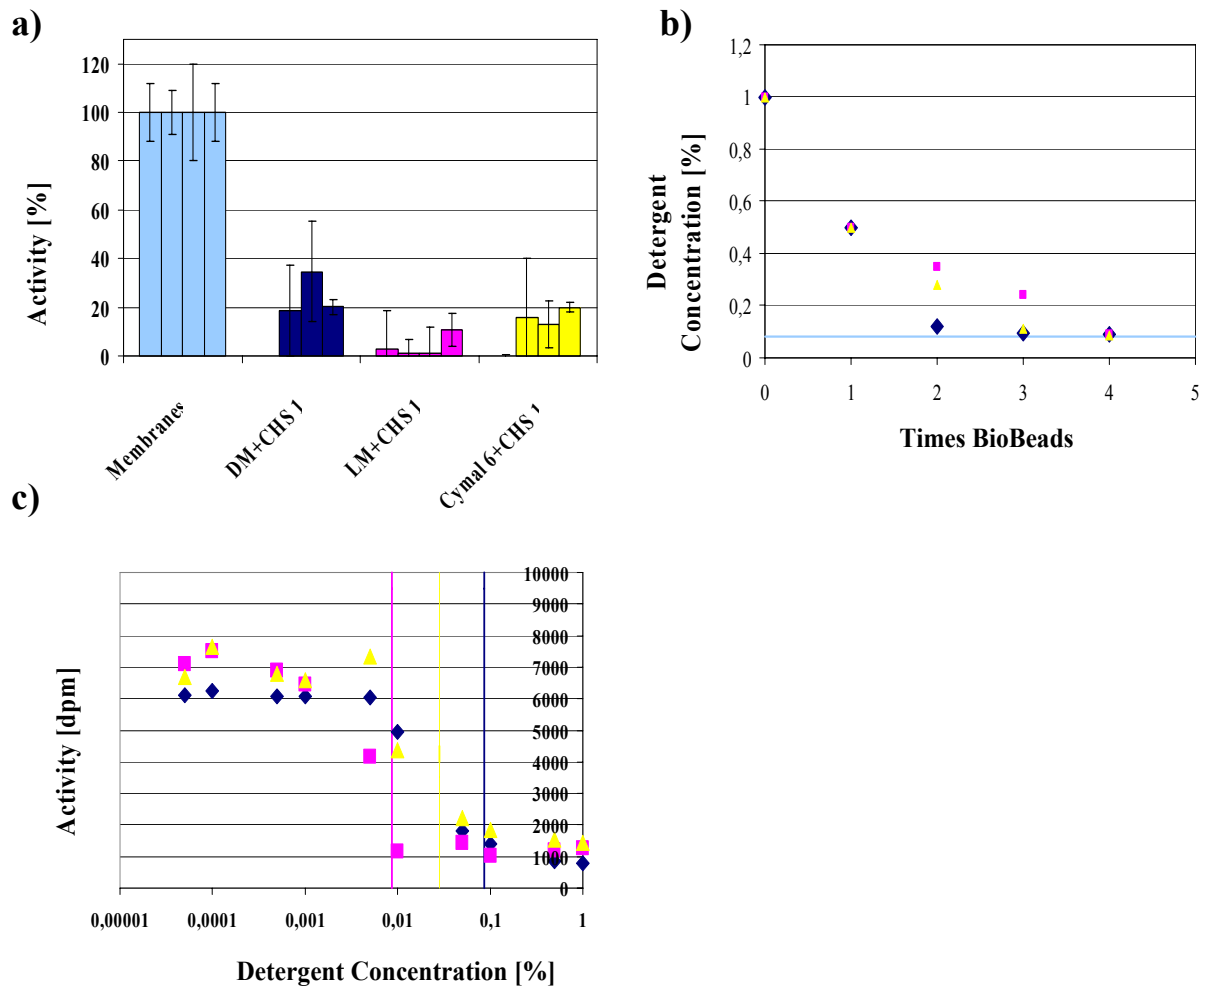 a)
120
100
80
60
40
20
0
Activity [%]
Membranes
DM+CHS 1
LM+CHS 1
Cymal 6+CHS 1
b)
1,2
1
0,8
0,6
0,4
0,2
0
Detergent
Concentration [%]
0 1 2 3 4 5
Times BioBeads
c)
10000
9000
8000
7000
6000
5000
4000
3000
2000
1000
0
Activity [dpm]
0,00001 0,0001 0,001 0,01 0,1 1
Detergent Concentration [%]